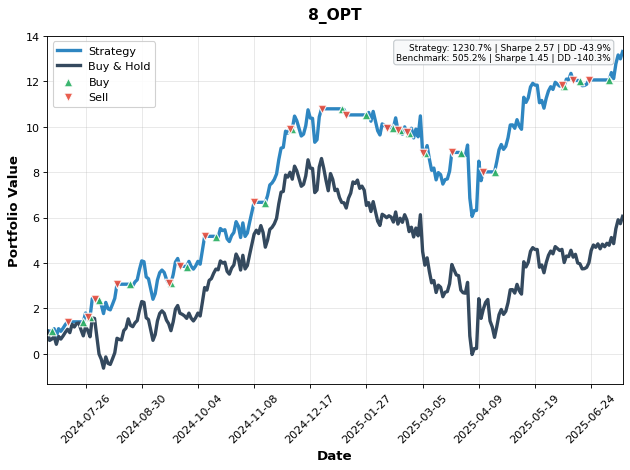 8_OPT
Strategy
Buy & Hold
Buy
Sell
Strategy: 1230.7% | Sharpe 2.57 | DD -43.9%
Benchmark: 505.2% | Sharpe 1.45 | DD -140.3%
Portfolio Value
14
12
10
8
6
4
2
0
2024-07-26
2024-08-30
2024-10-04
2024-11-08
2024-12-17
2025-01-27
2025-03-05
2025-04-09
2025-05-19
2025-06-24
Date